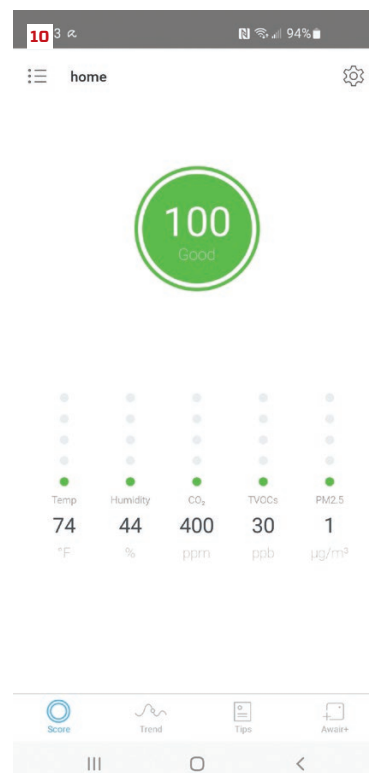 10 3 94%
home
100
Good
Temp Humidity CO₂ TVOCs PM2.5
74 44 400 30 1
°F % ppm ppb µg/m³
Score Trend Tips Awair+